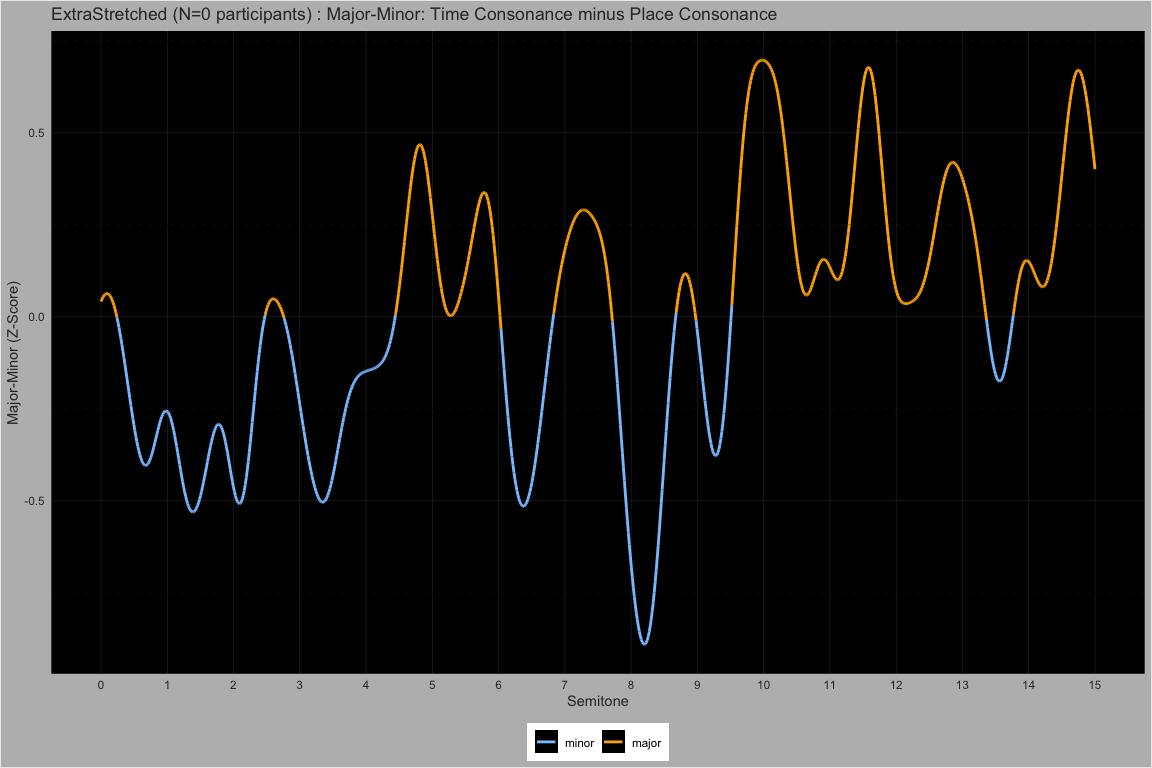 ExtraStretched (N=0 participants) : Major-Minor: Time Consonance minus Place Consonance
Major-Minor (Z-Score)
0.5
0.0
-0.5
0 1 2 3 4 5 6 7 8 9 10 11 12 13 14 15
Semitone
minor major